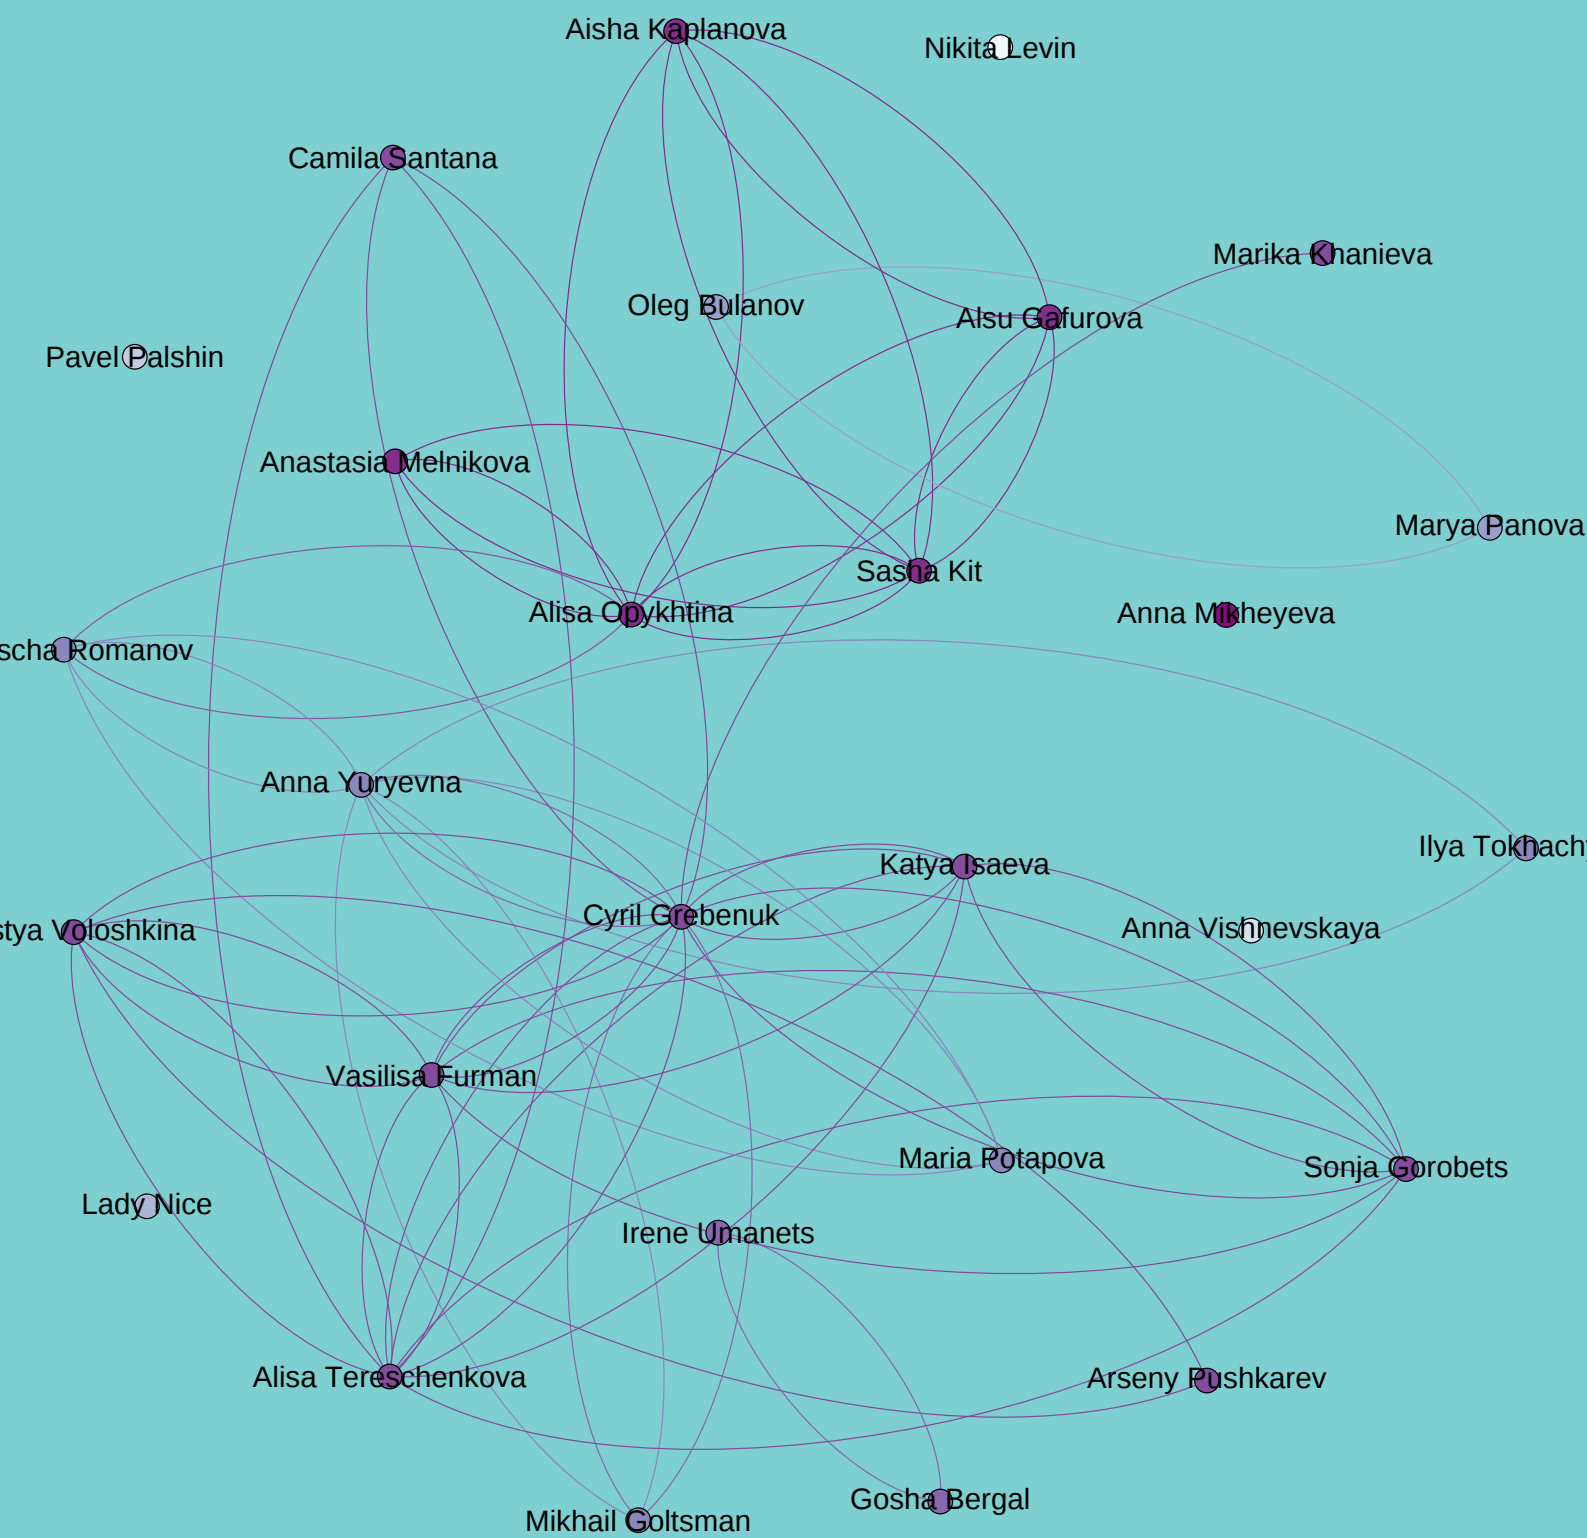 Aisha Kaplanova
Nikita Levin
Camila Santana
Marika Khanieva
Oleg Bulanov
Alsu Gafurova
Pavel Palshin
Anastasia Melnikova
Marya Panova
Sasha Kit
Alisa Opykhtina
Anna Mikheyeva
scha Romanov
Anna Yuryevna
Ilya Tokhachy
Katya Isaeva
Cyril Grebenuk
Anna Vishnevskaya
stya Voloshkina
Vasilisa Furman
Maria Potapova
Sonja Gorobets
Lady Nice
Irene Umanets
Alisa Tereschenkova
Arseny Pushkarev
Gosha Bergal
Mikhail Goltsman